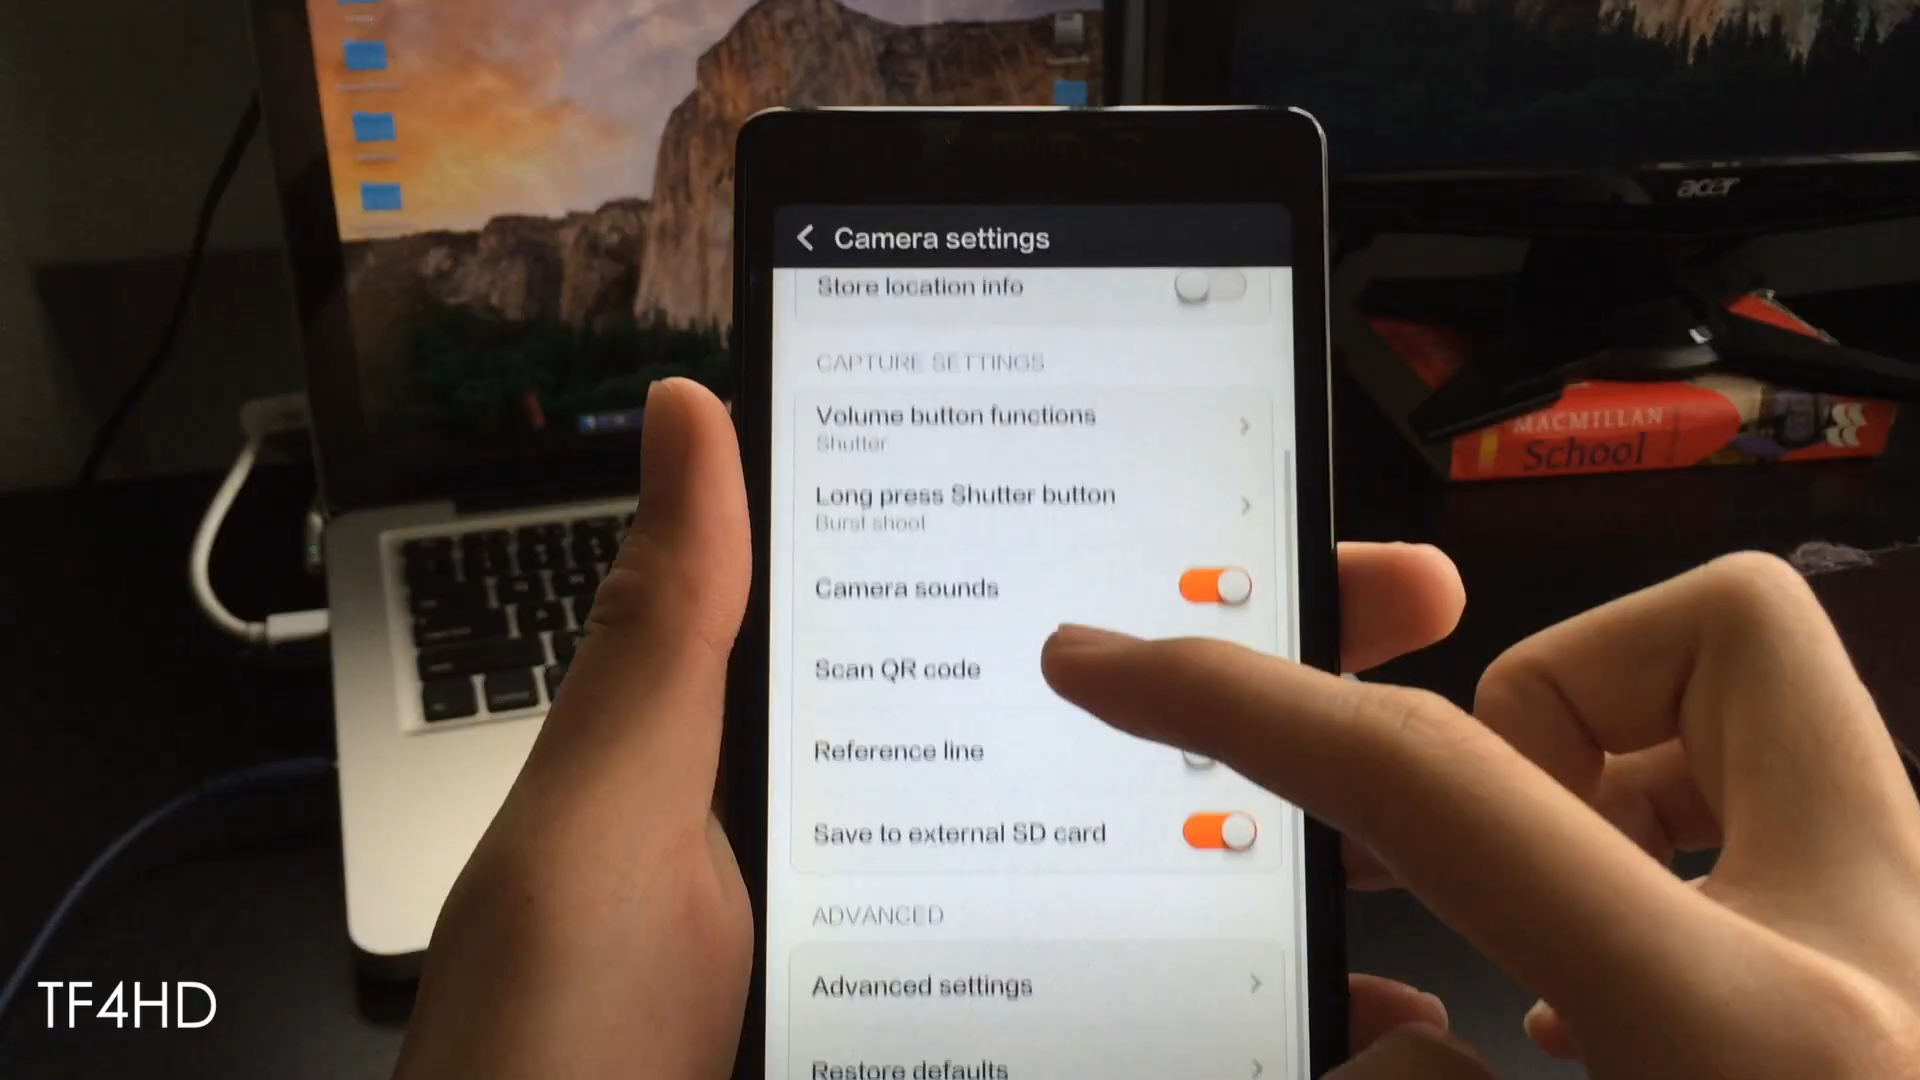 acer
Camera settings
Store location info
CAPTURE SETTINGS
Volume button functions
Shutter
Long press Shutter button
Burst shoot
Camera sounds
Scan QR code
Reference line
Save to external SD card
ADVANCED
Advanced settings
Restore defaults
MACMILLAN
School
TF4HD